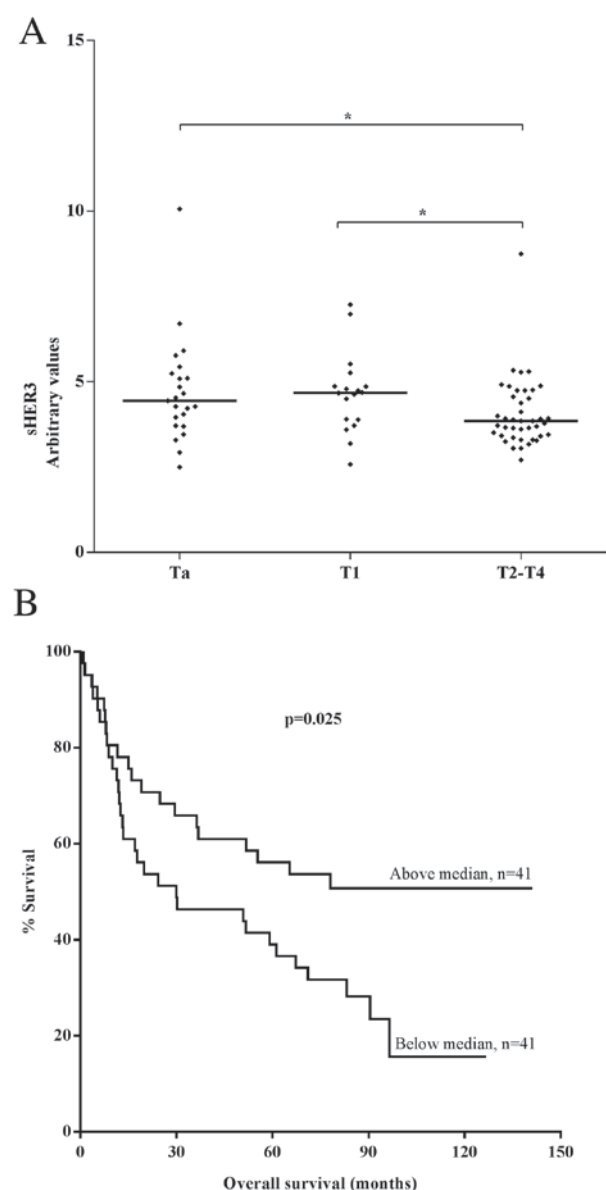 A
15
*
10
*
sHER3
Arbitrary values
5
0
Ta
T1
T2-T4
B
100
p=0.025
80
60
% Survival
Above median, n=41
40
20
Below median, n=41
0
0
30
60
90
120
150
Overall survival (months)